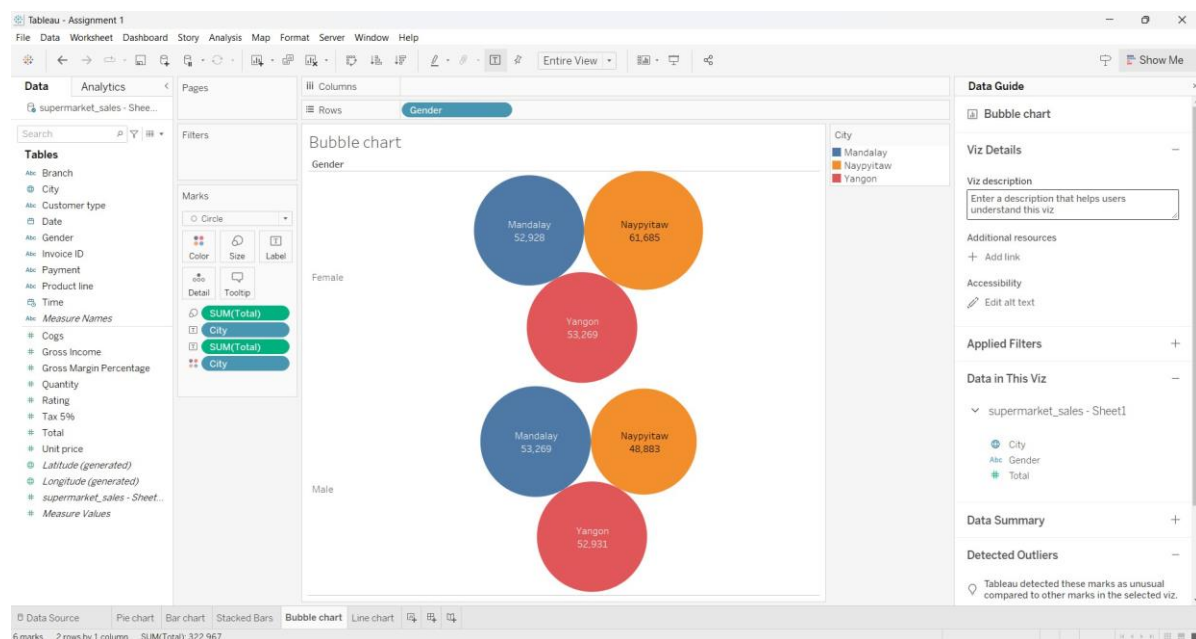 Tableau - Assignment 1
File Data Worksheet Dashboard Story Analysis Map Format Server Window Help
Entire View
Show Me
Data Analytics
supermarket_sales - Shee...
Search
Tables
Abc Branch
City
Abc Customer type
Date
Abc Gender
Abc Invoice ID
Abc Payment
Abc Product line
Time
Abc Measure Names
# Cogs
# Gross Income
# Gross Margin Percentage
# Quantity
# Rating
# Tax 5%
# Total
# Unit price
Latitude (generated)
Longitude (generated)
# supermarket_sales - Sheet...
# Measure Values
Pages
Filters
Marks
Circle
Color Size Label
Detail Tooltip
SUM(Total)
City
SUM(Total)
City
Columns
Rows Gender
Bubble chart
Gender
Female
Mandalay
52,928
Naypyitaw
61,685
Yangon
53,269
Male
Mandalay
53,269
Naypyitaw
48,883
Yangon
52,931
City
Mandalay
Naypyitaw
Yangon
Data Guide
Bubble chart
Viz Details
Viz description
Enter a description that helps users
understand this viz
Additional resources
+ Add link
Accessibility
Edit alt text
Applied Filters
Data in This Viz
supermarket_sales - Sheet1
City
Abc Gender
# Total
Data Summary
Detected Outliers
Tableau detected these marks as unusual
compared to other marks in the selected viz.
Data Source Pie chart Bar chart Stacked Bars Bubble chart Line chart
6 marks 2 rows by 1 column SUM(Total): 322,967